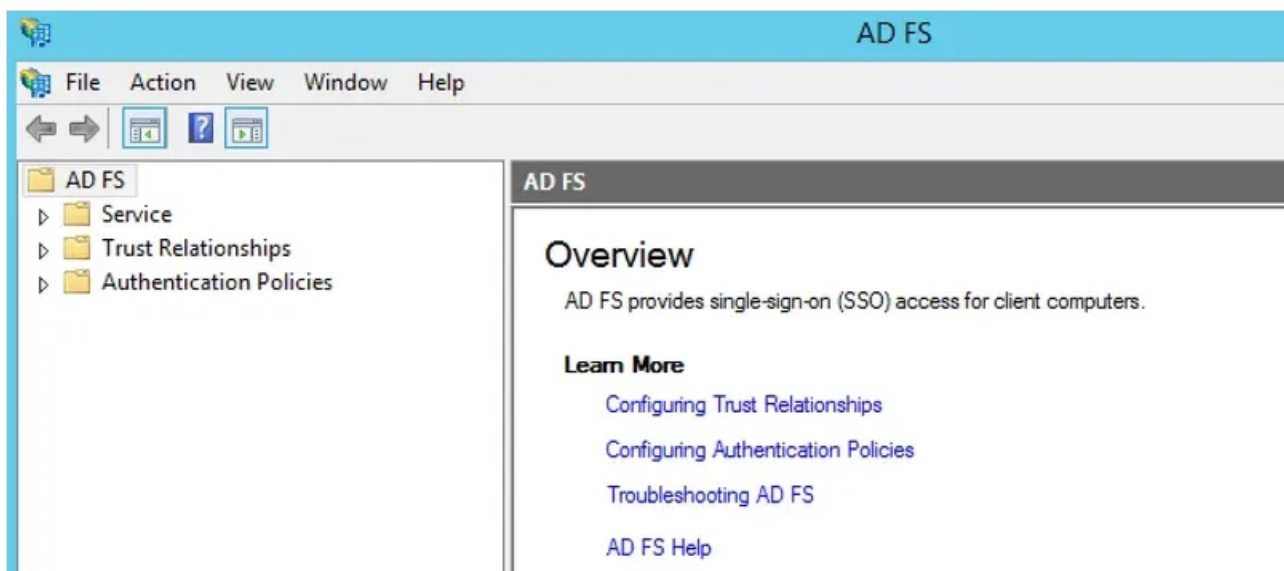 AD FS
File Action View Window Help
?
AD FS
Service
Trust Relationships
Authentication Policies
AD FS
Overview
AD FS provides single-sign-on (SSO) access for client computers.
Learn More
Configuring Trust Relationships
Configuring Authentication Policies
Troubleshooting AD FS
AD FS Help